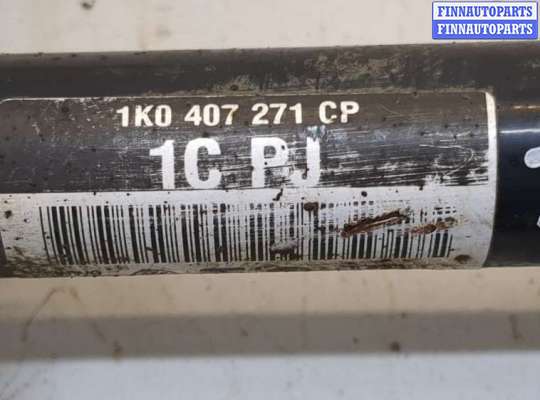 FINNAUTOPARTS
FINNAUTOPARTS
1K0 407 271 CP
1C PJ